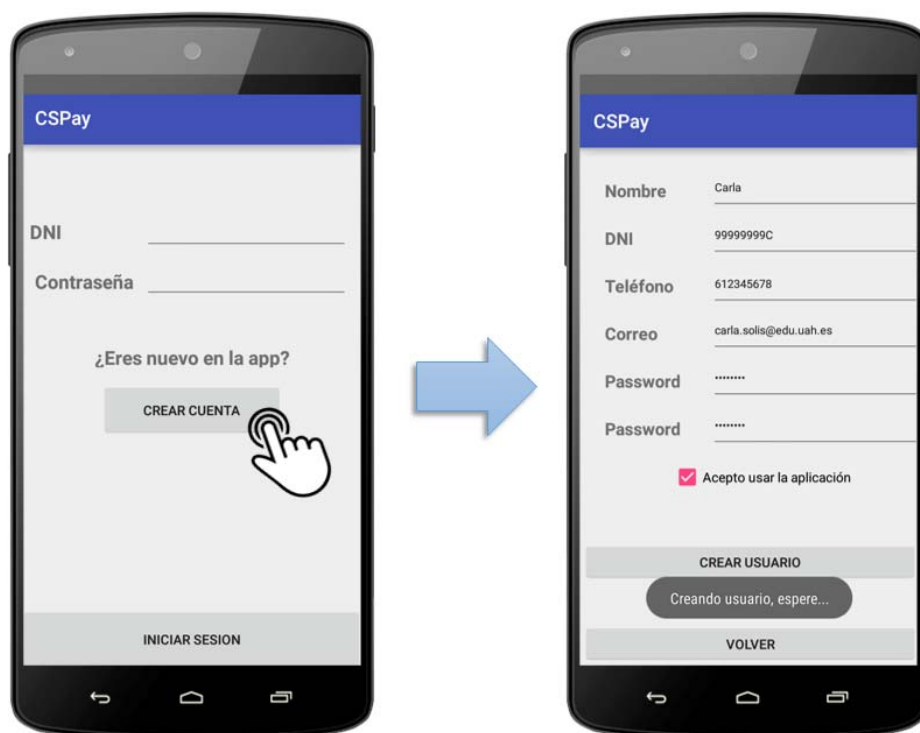 CSPay
DNI
Contraseña
¿Eres nuevo en la app?
CREAR CUENTA
INICIAR SESION
CSPay
Nombre Carla
DNI 99999999C
Teléfono 612345678
Correo carla.solis@edu.uah.es
Password ••••••••
Password ••••••••
Acepto usar la aplicación
CREAR USUARIO
Creando usuario, espere...
VOLVER